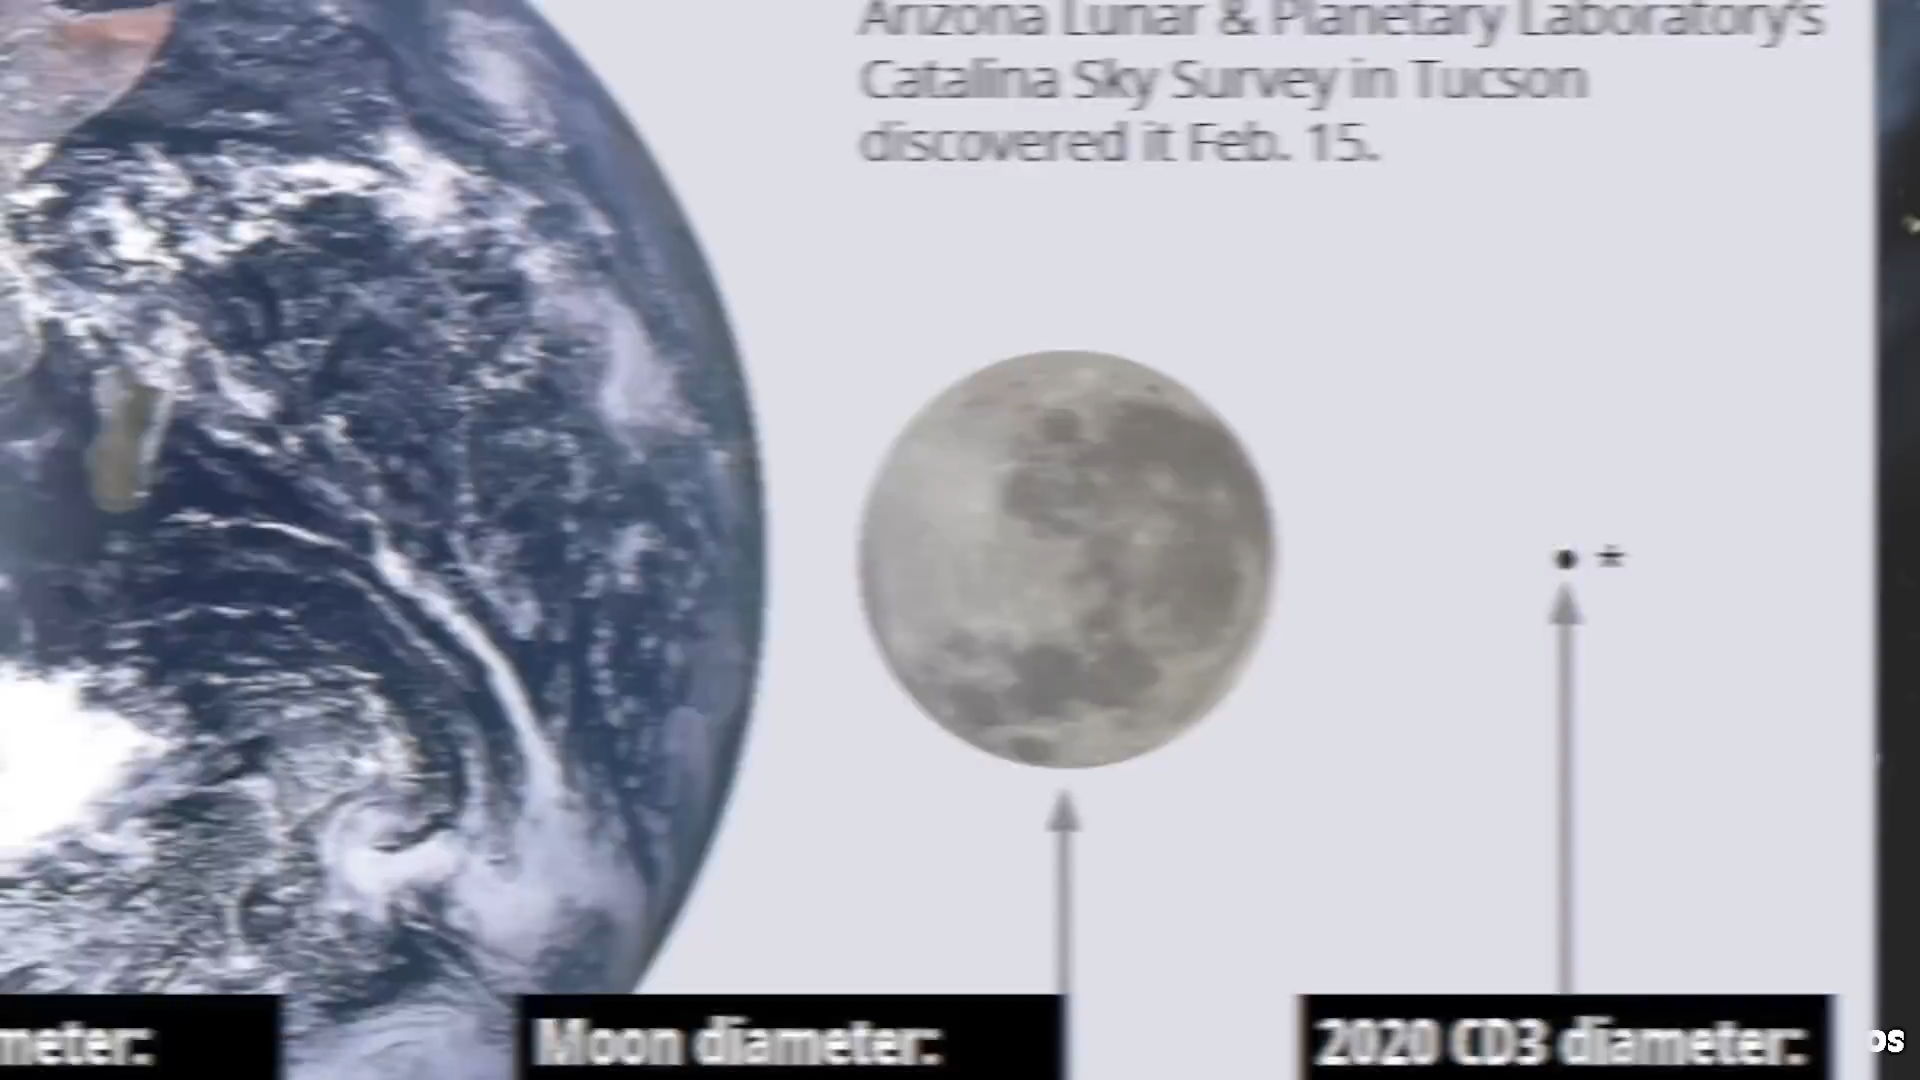 Arizona Lunar & Planetary Laboratory's
Catalina Sky Survey in Tucson
discovered it Feb. 15.
*
meter:
Moon diameter:
2020 CD3 diameter:
os